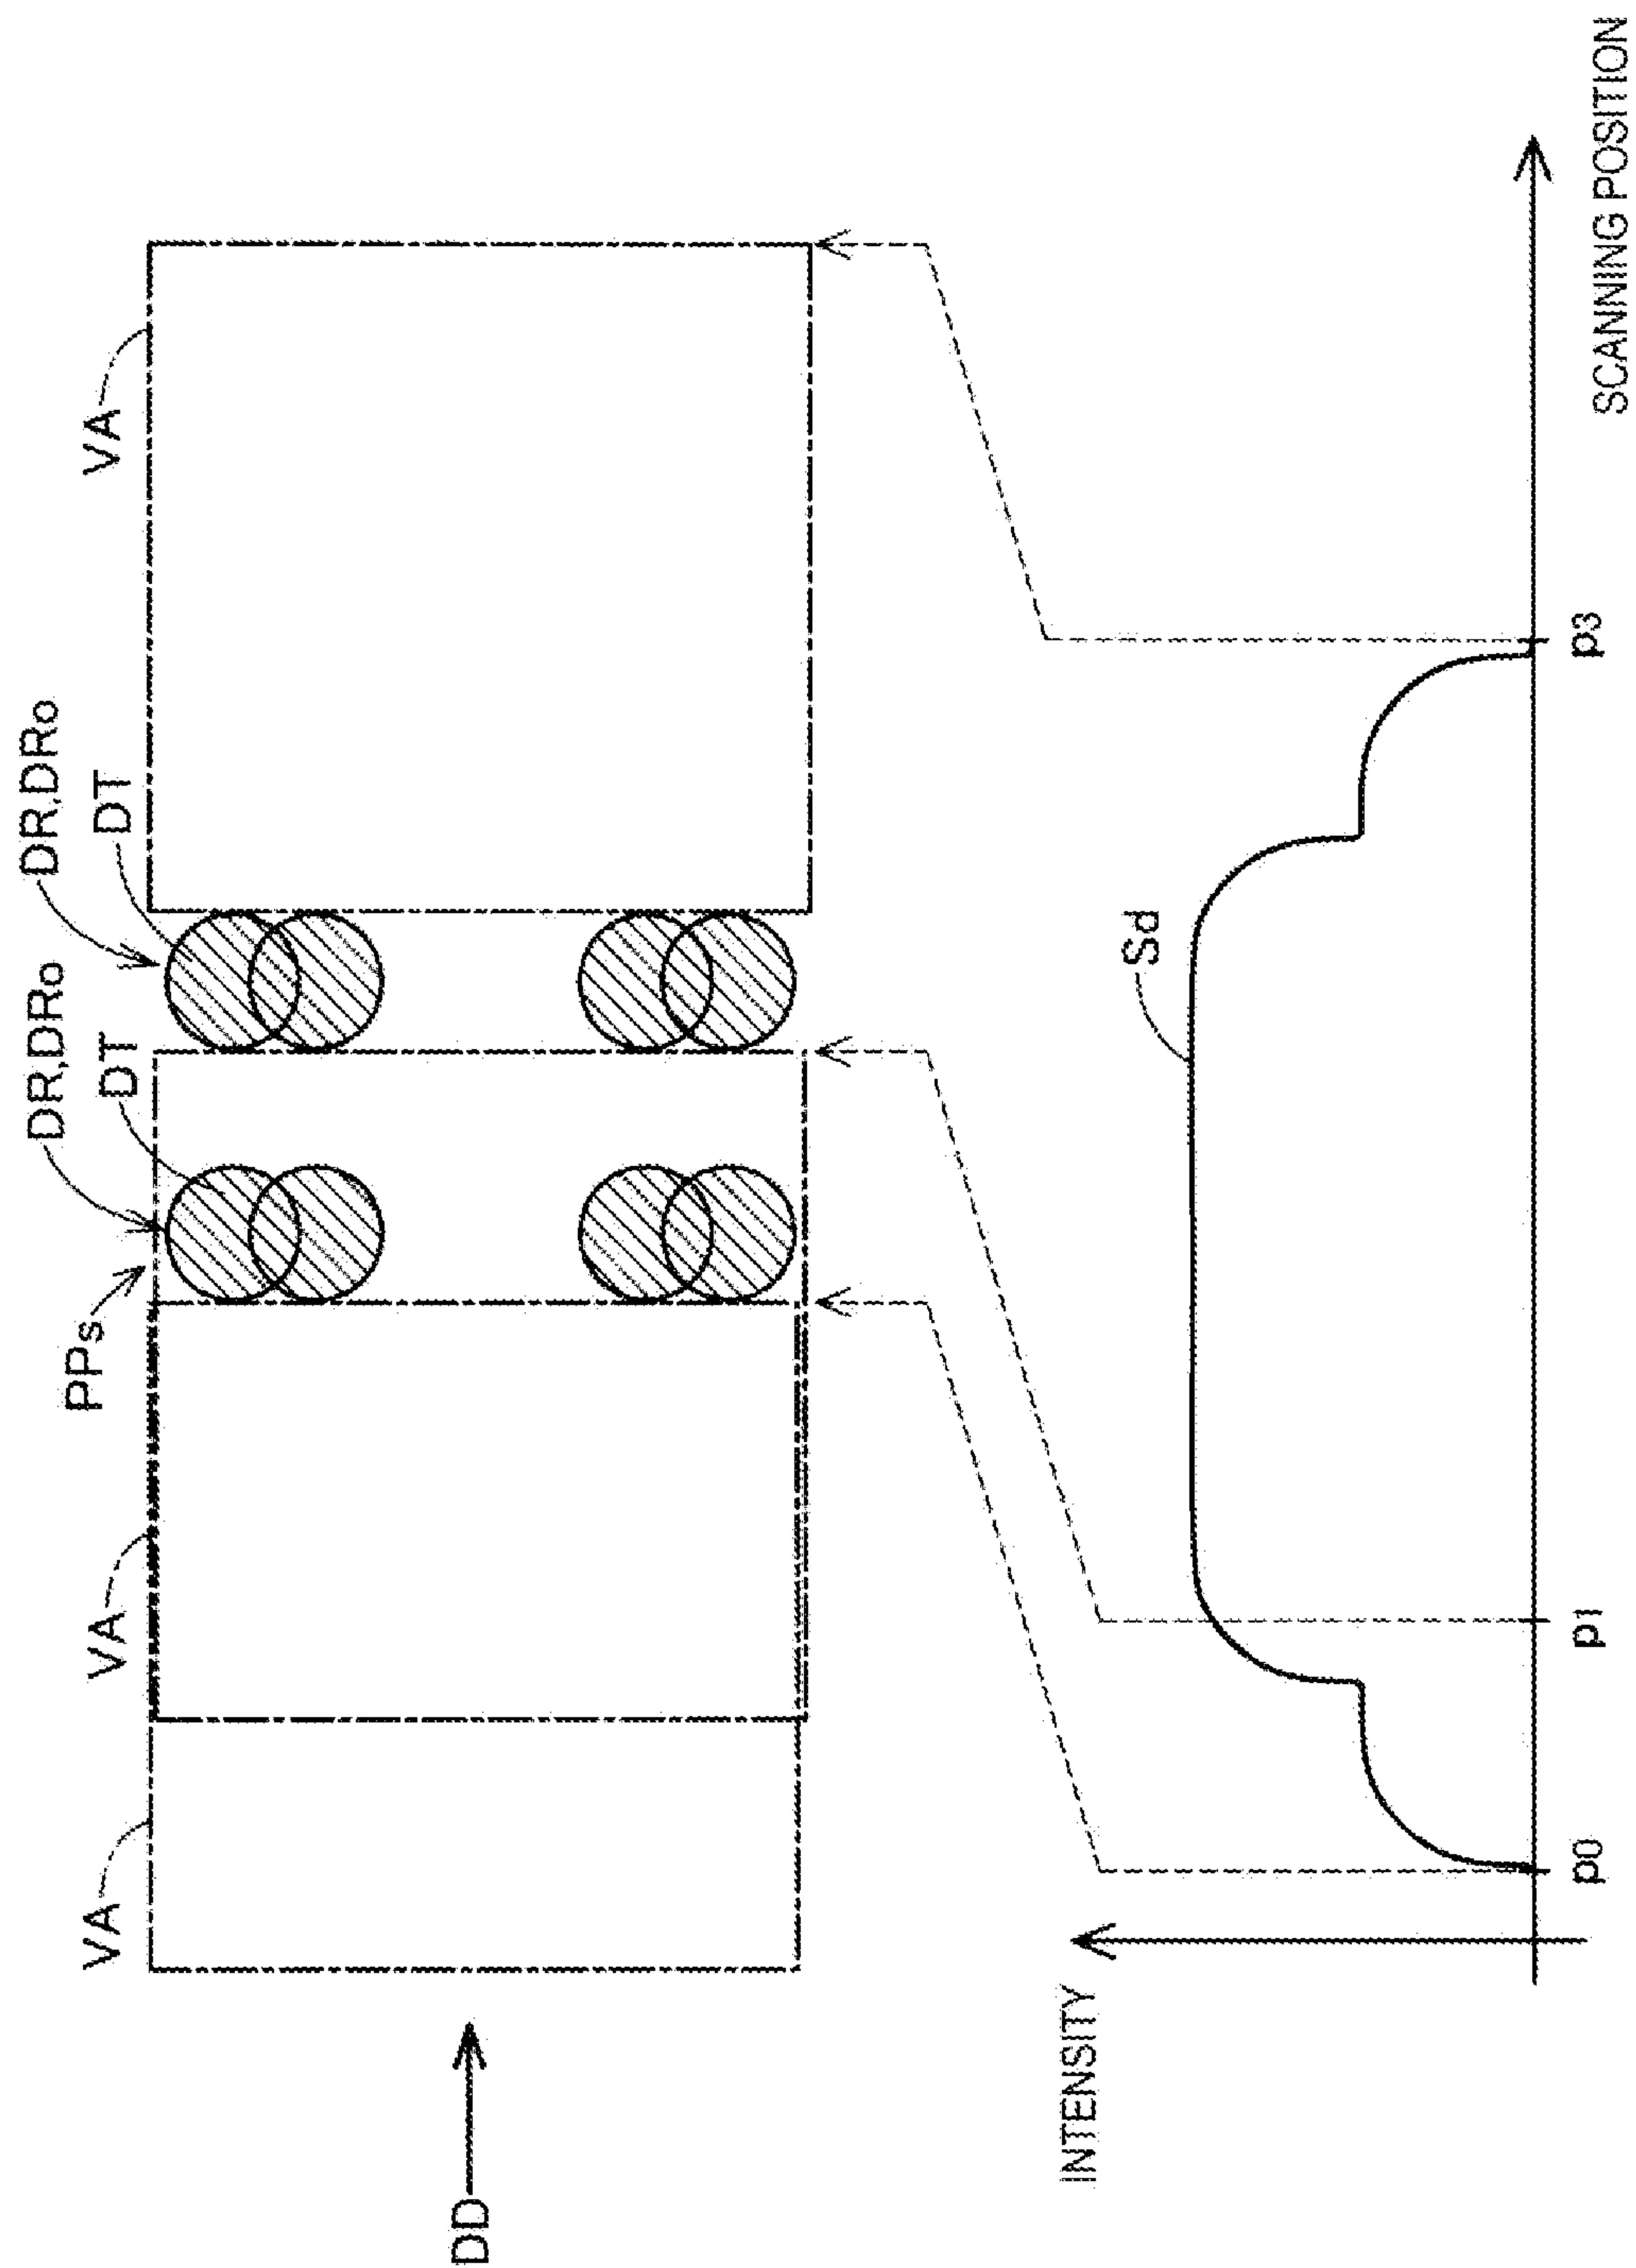 DR,DRo
DR,DRo
DT
DT
PPs
VA
VA
VA
DD
INTENSITY
Sd
p0
p1
p3
SCANNING POSITION